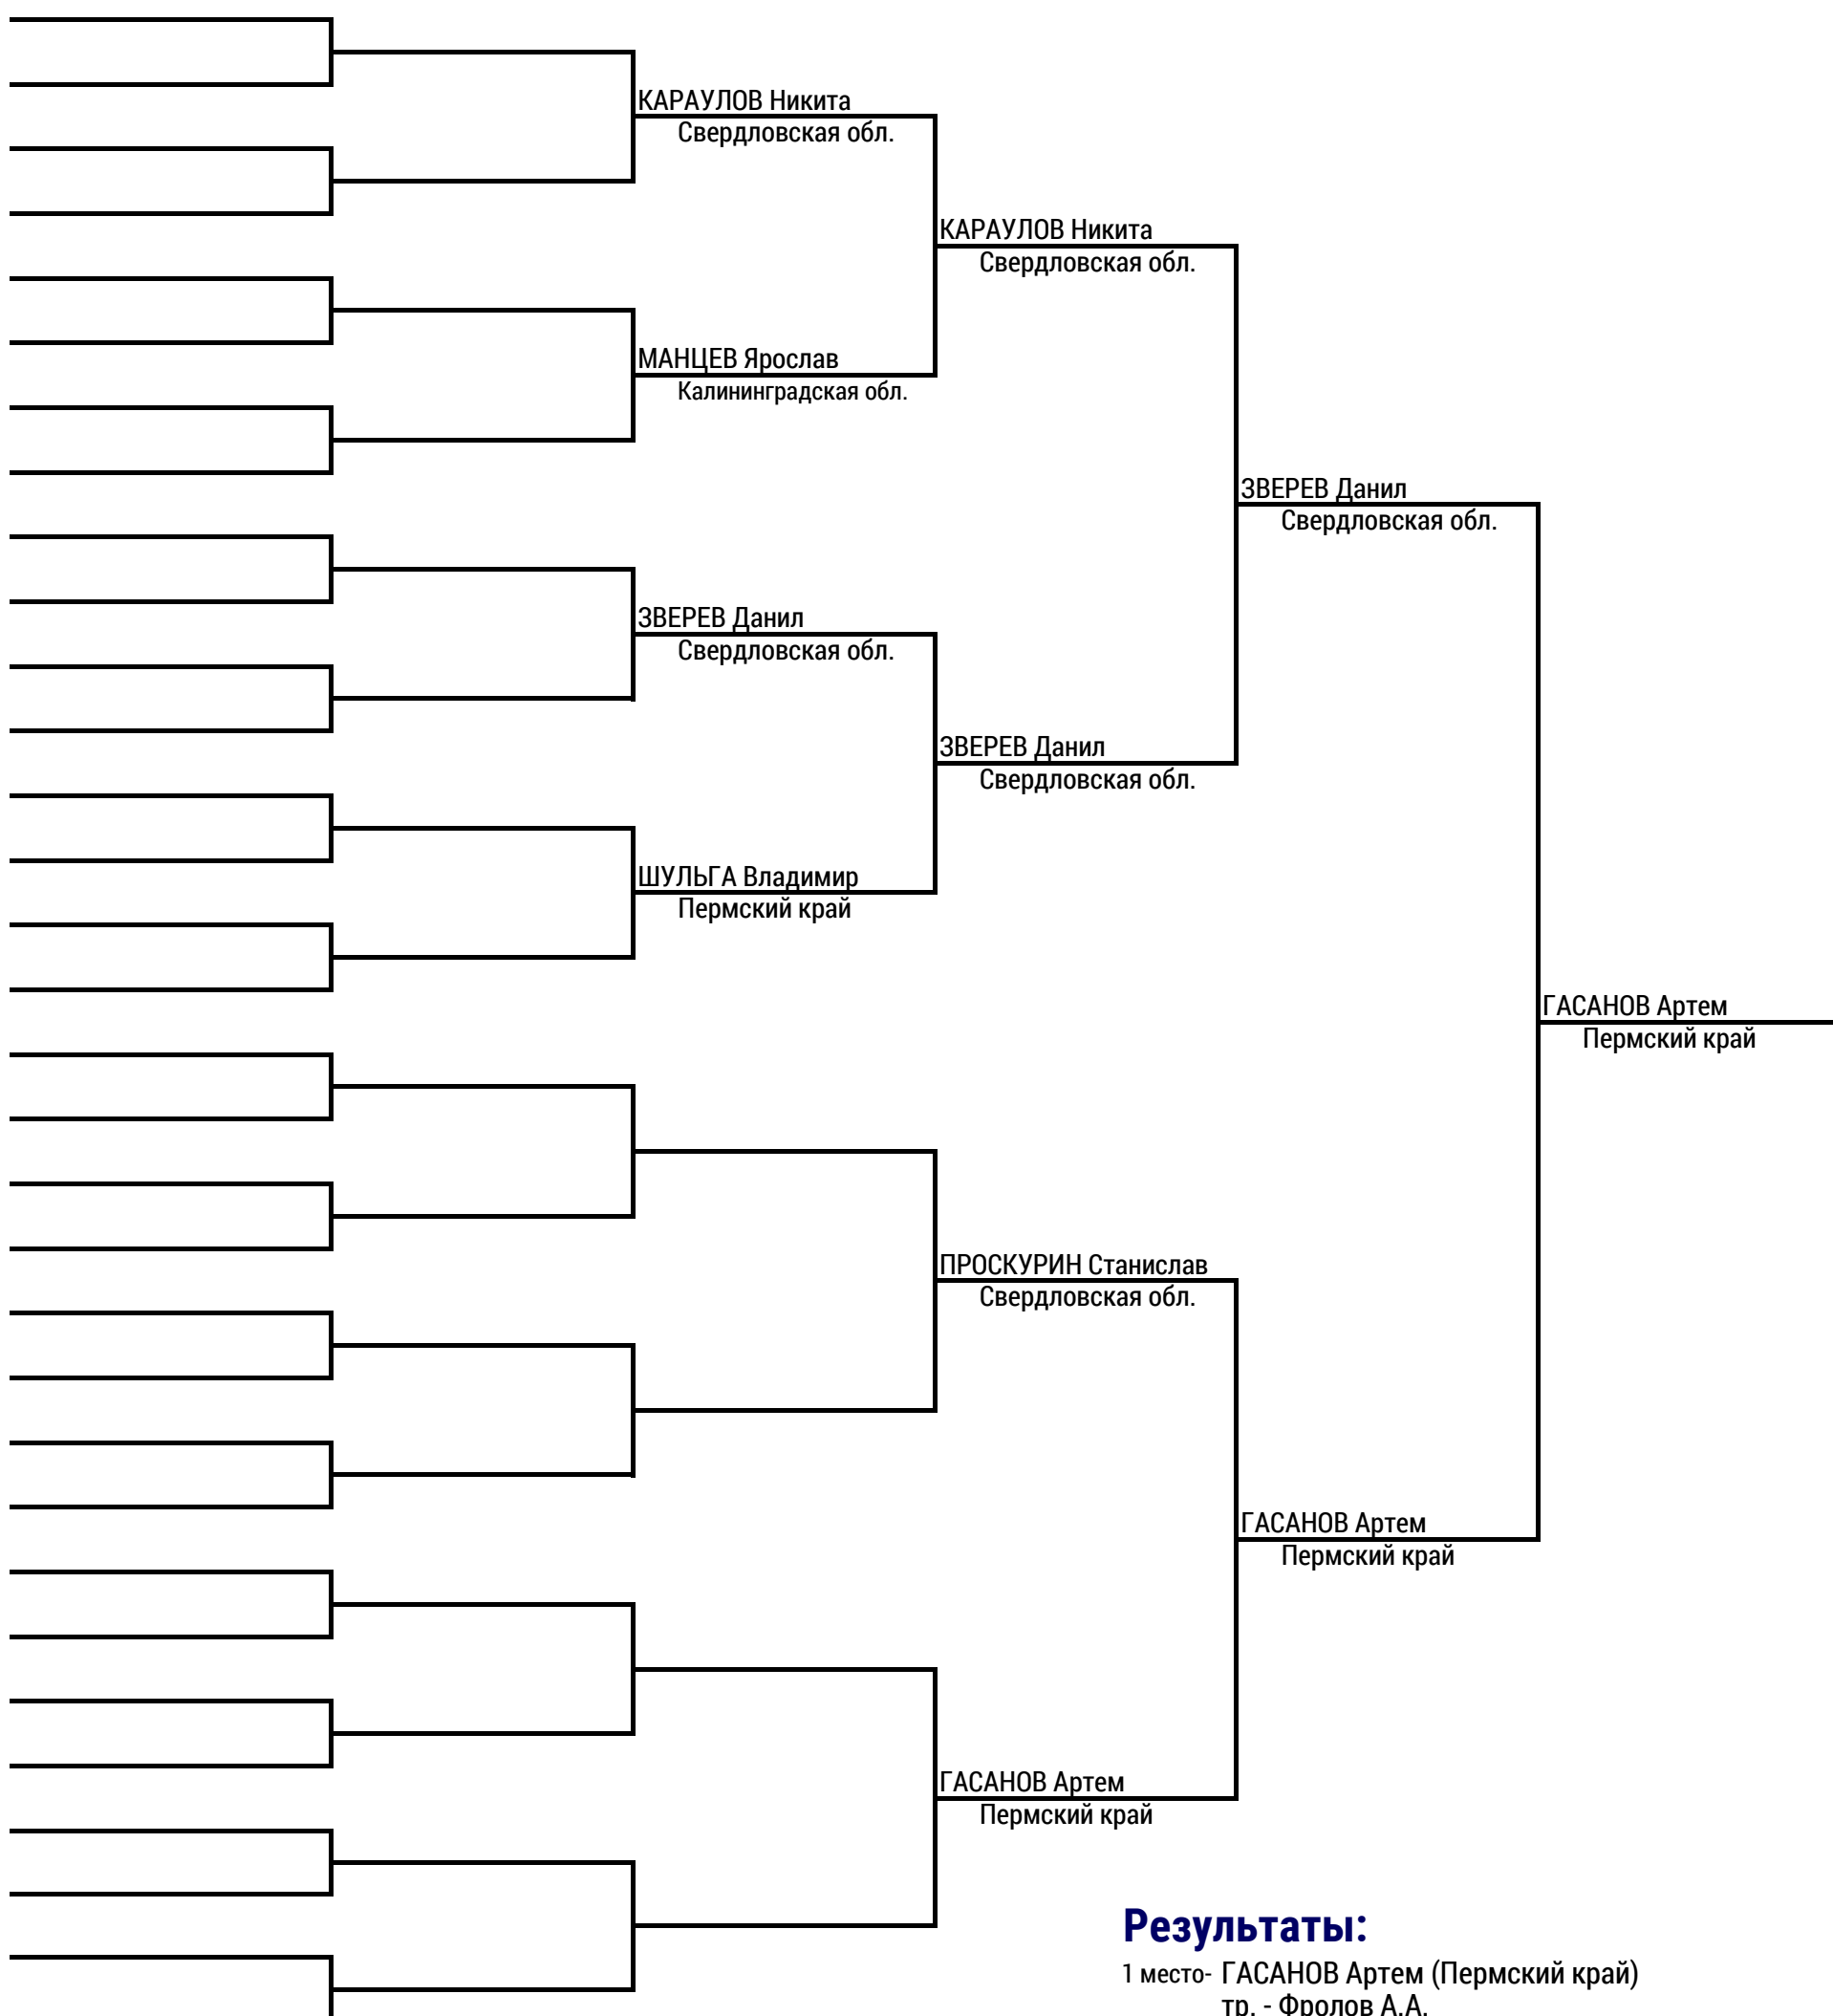 КАРАУЛОВ Никита
Свердловская обл.
КАРАУЛОВ Никита
Свердловская обл.
МАНЦЕВ Ярослав
Калининградская обл.
ЗВЕРЕВ Данил
Свердловская обл.
ЗВЕРЕВ Данил
Свердловская обл.
ЗВЕРЕВ Данил
Свердловская обл.
ШУЛЬГА Владимир
Пермский край
ГАСАНОВ Артем
Пермский край
ПРОСКУРИН Станислав
Свердловская обл.
ГАСАНОВ Артем
Пермский край
ГАСАНОВ Артем
Пермский край
Результаты:
1 место- ГАСАНОВ Артем (Пермский край)
тр. - Фролов А.А.